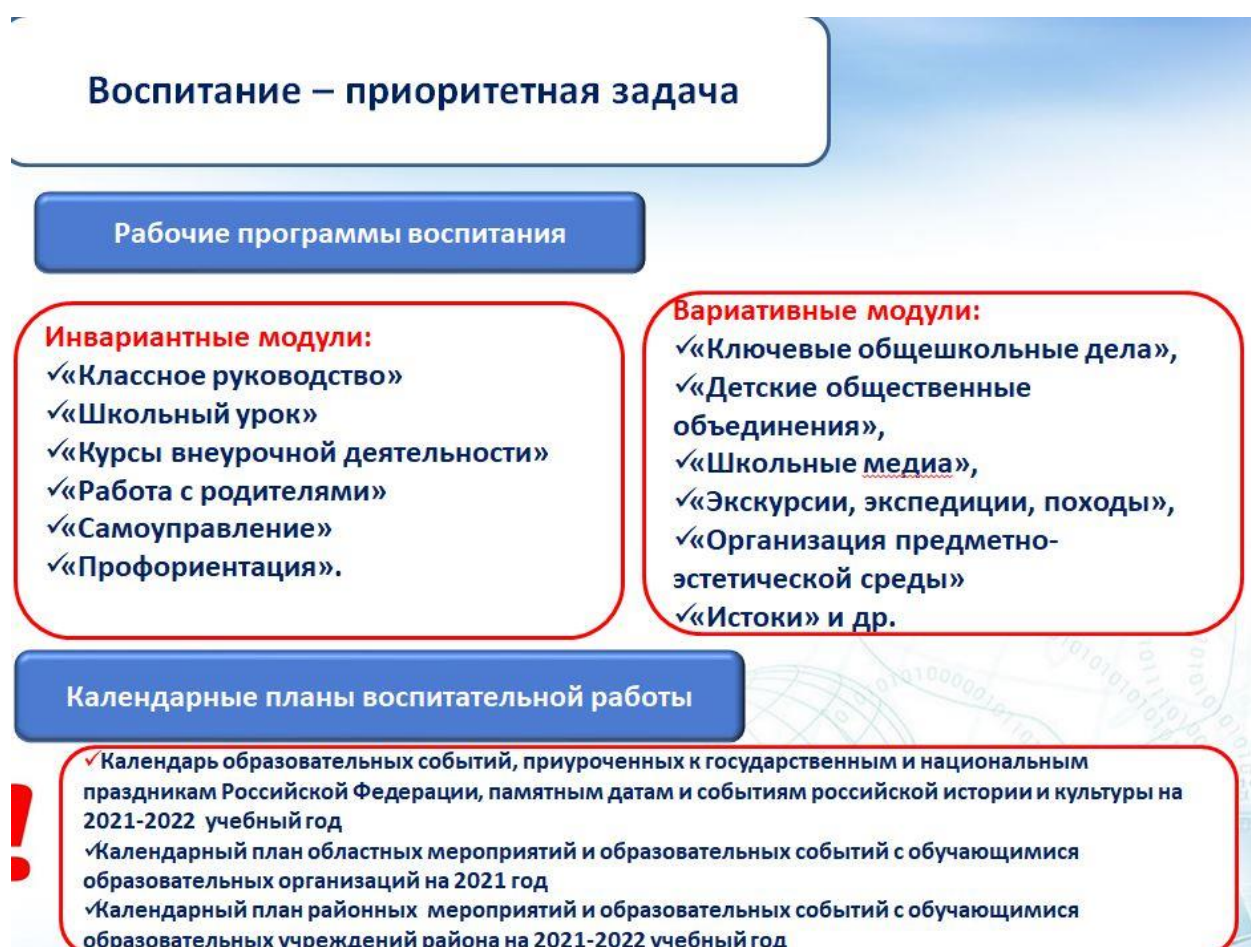 Воспитание – приоритетная задача
Рабочие программы воспитания
Инвариантные модули:
✓«Классное руководство»
✓«Школьный урок»
✓«Курсы внеурочной деятельности»
✓«Работа с родителями»
✓«Самоуправление»
✓«Профориентация».
Вариативные модули:
✓«Ключевые общешкольные дела»,
✓«Детские общественные
объединения»,
✓«Школьные медиа»,
✓«Экскурсии, экспедиции, походы»,
✓«Организация предметно-
эстетической среды»
✓«Истоки» и др.
Календарные планы воспитательной работы
!
✓Календарь образовательных событий, приуроченных к государственным и национальным
праздникам Российской Федерации, памятным датам и событиям российской истории и культуры на
2021-2022 учебный год
✓Календарный план областных мероприятий и образовательных событий с обучающимися
образовательных организаций на 2021 год
✓Календарный план районных мероприятий и образовательных событий с обучающимися
образовательных учреждений района на 2021-2022 учебный год